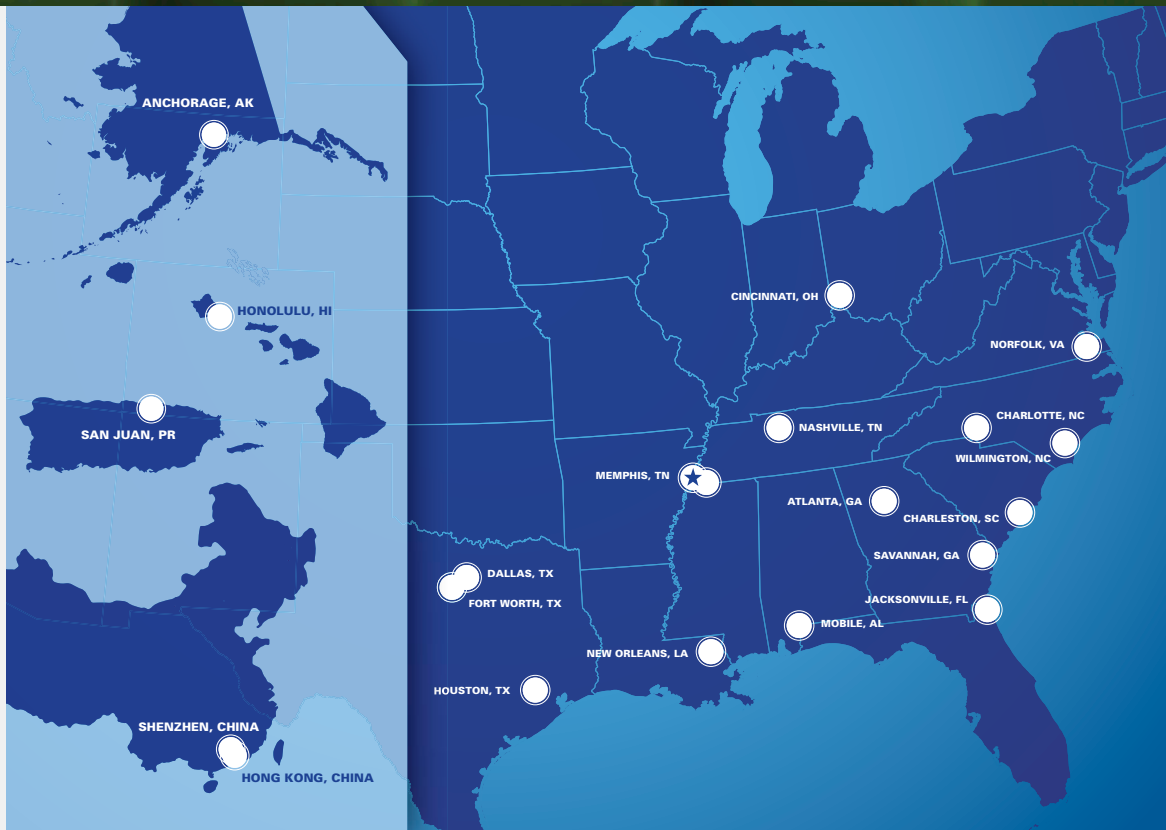 ANCHORAGE, AK
HONOLULU, HI
SAN JUAN, PR
SHENZHEN, CHINA
HONG KONG, CHINA
CINCINNATI, OH
NORFOLK, VA
CHARLOTTE, NC
NASHVILLE, TN
WILMINGTON, NC
MEMPHIS, TN
ATLANTA, GA
CHARLESTON, SC
SAVANNAH, GA
DALLAS, TX
FORT WORTH, TX
JACKSONVILLE, FL
MOBILE, AL
NEW ORLEANS, LA
HOUSTON, TX